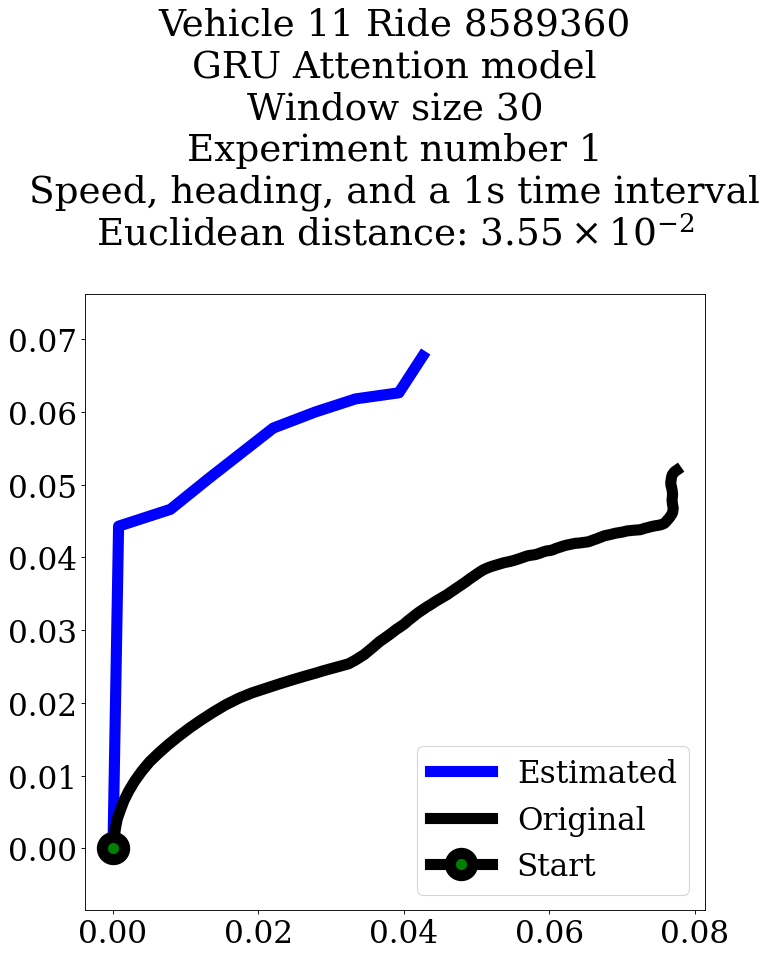 Vehicle 11 Ride 8589360
GRU Attention model
Window size 30
Experiment number 1
Speed, heading, and a 1s time interval
Euclidean distance: 3.55 × 10⁻²
0.07
0.06
0.05
0.04
0.03
0.02
0.01
0.00
Estimated
Original
Start
0.00 0.02 0.04 0.06 0.08